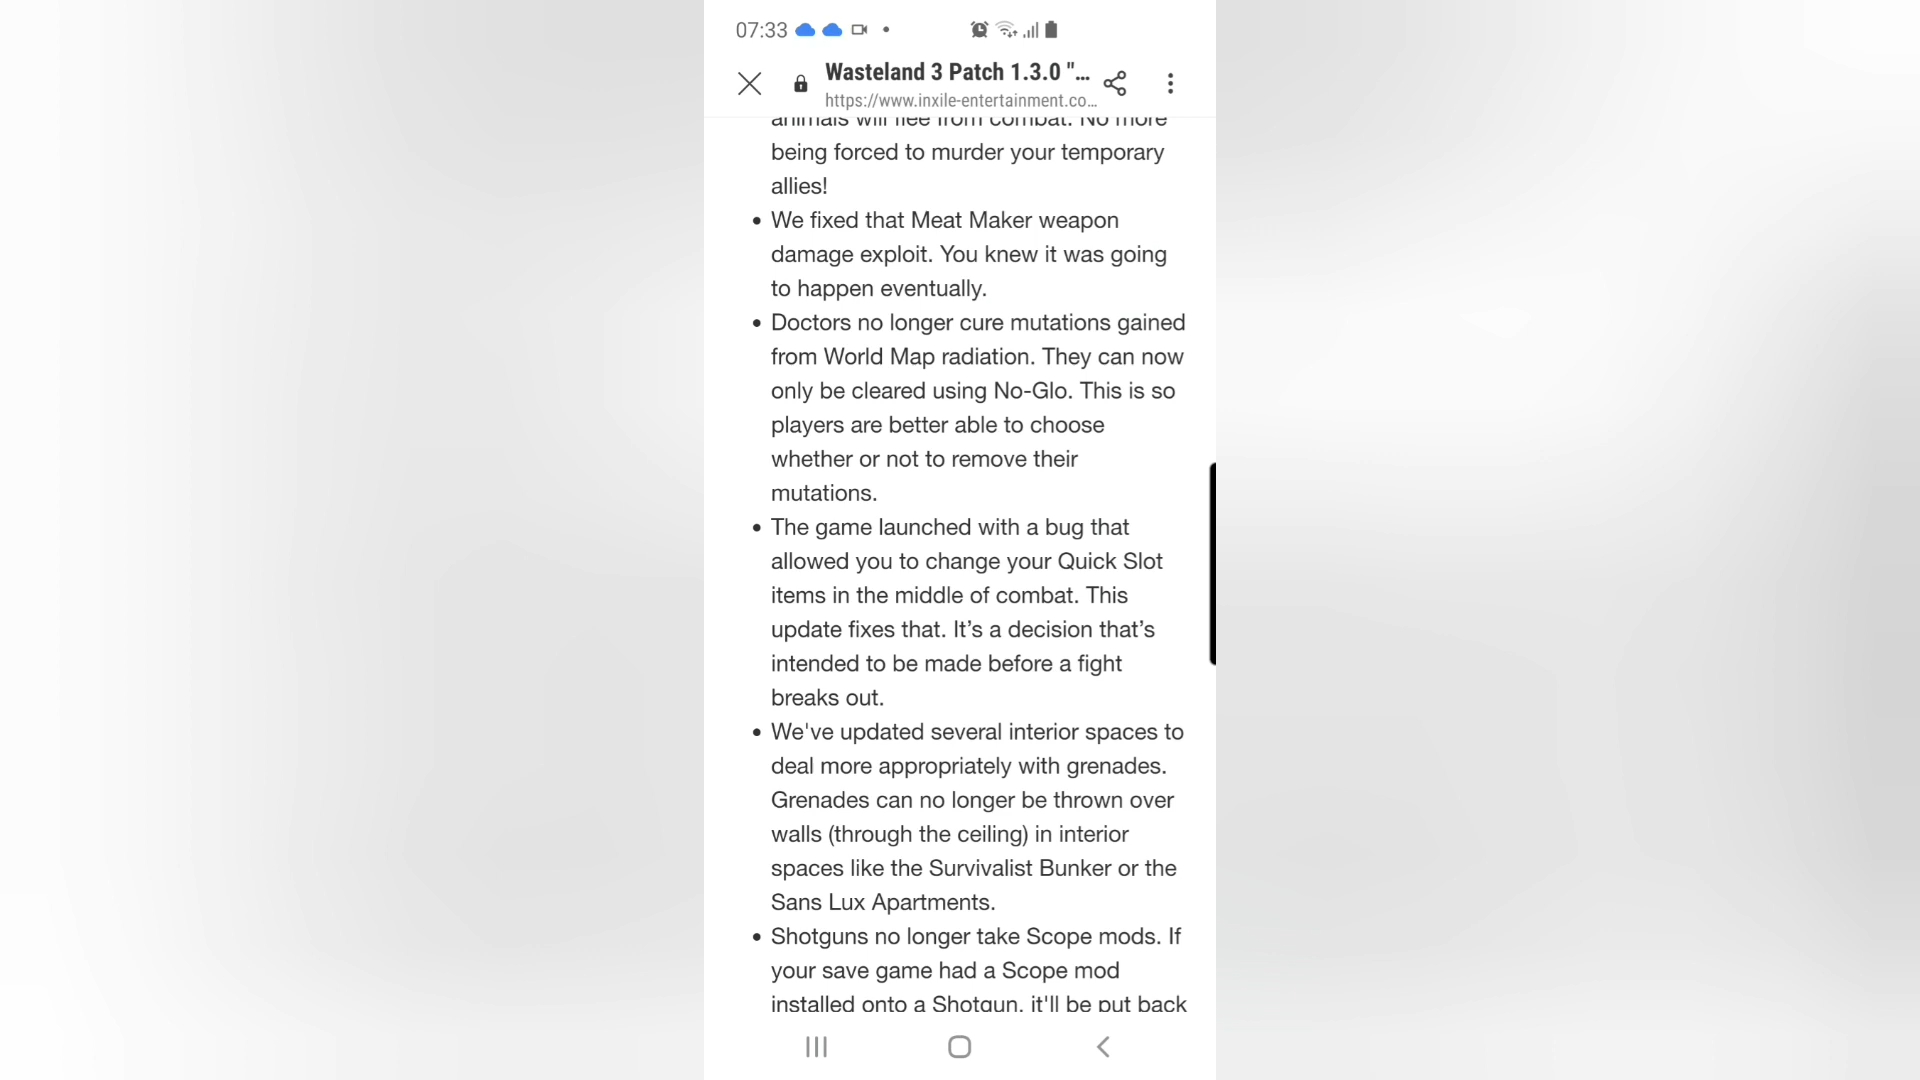 07:33
Wasteland 3 Patch 1.3.0 "...
https://www.inxile-entertainment.co...
animals will flee from combat. No more
being forced to murder your temporary
allies!
• We fixed that Meat Maker weapon
damage exploit. You knew it was going
to happen eventually.
• Doctors no longer cure mutations gained
from World Map radiation. They can now
only be cleared using No-Glo. This is so
players are better able to choose
whether or not to remove their
mutations.
• The game launched with a bug that
allowed you to change your Quick Slot
items in the middle of combat. This
update fixes that. It’s a decision that’s
intended to be made before a fight
breaks out.
• We've updated several interior spaces to
deal more appropriately with grenades.
Grenades can no longer be thrown over
walls (through the ceiling) in interior
spaces like the Survivalist Bunker or the
Sans Lux Apartments.
• Shotguns no longer take Scope mods. If
your save game had a Scope mod
installed onto a Shotgun, it'll be put back